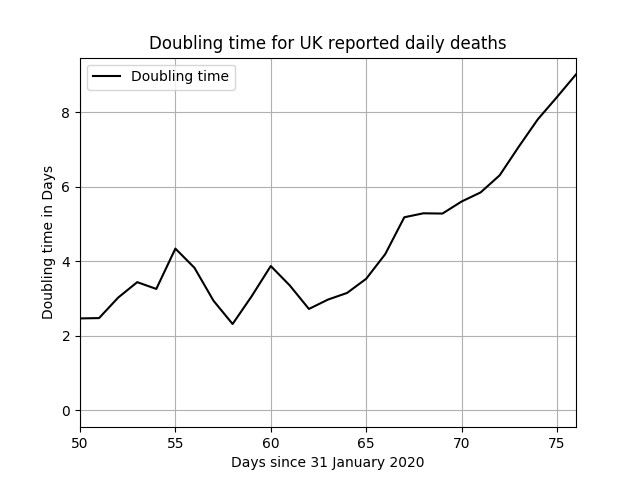 Doubling time for UK reported daily deaths
Doubling time
Doubling time in Days
8
6
4
2
0
50 55 60 65 70 75
Days since 31 January 2020